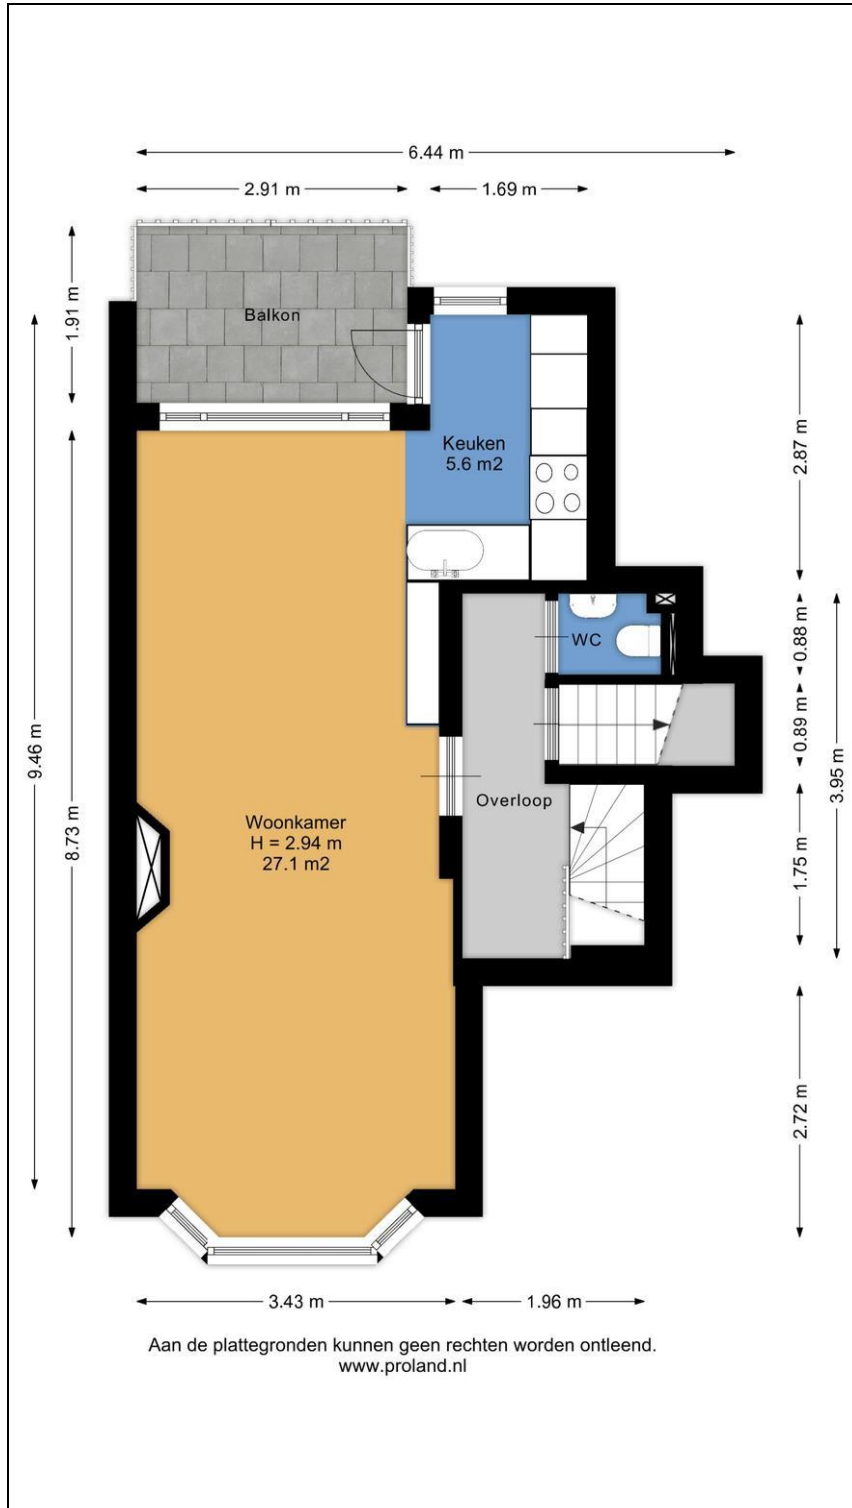 6.44 m
2.91 m
1.69 m
1.91 m
Balkon
Keuken
5.6 m2
2.87 m
WC
0.88 m
0.89 m
3.95 m
9.46 m
8.73 m
Overloop
Woonkamer
H = 2.94 m
27.1 m2
1.75 m
2.72 m
3.43 m
1.96 m
Aan de plattegronden kunnen geen rechten worden ontleend.
www.proland.nl